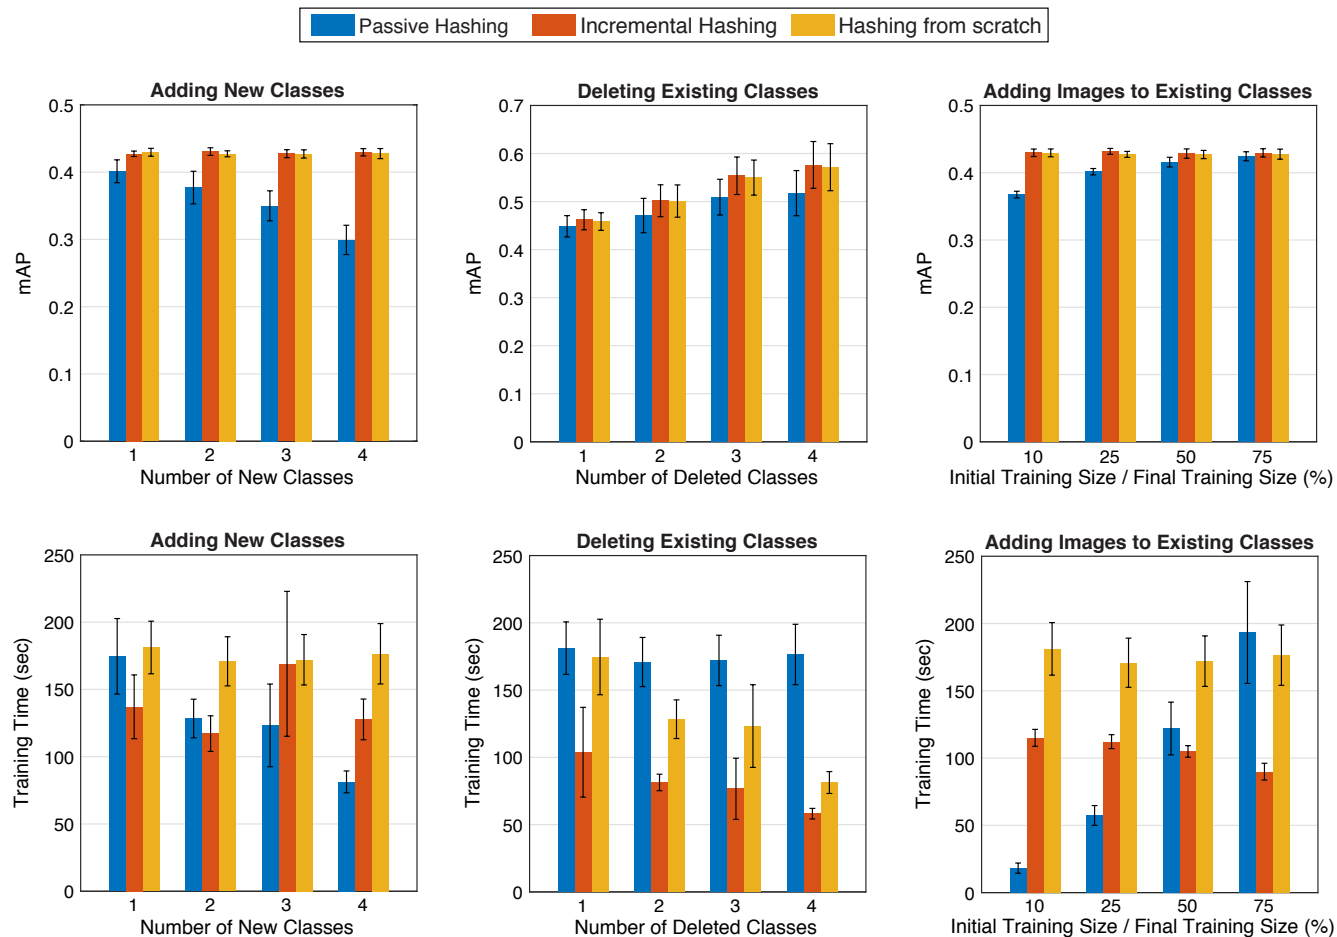 Passive Hashing Incremental Hashing Hashing from scratch
Adding New Classes
0.5
0.4
0.3
0.2
0.1
0
mAP
1 2 3 4
Number of New Classes
Deleting Existing Classes
0.7
0.6
0.5
0.4
0.3
0.2
0.1
0
mAP
1 2 3 4
Number of Deleted Classes
Adding Images to Existing Classes
0.5
0.4
0.3
0.2
0.1
0
mAP
10 25 50 75
Initial Training Size / Final Training Size (%)
Adding New Classes
250
200
150
100
50
0
Training Time (sec)
1 2 3 4
Number of New Classes
Deleting Existing Classes
250
200
150
100
50
0
Training Time (sec)
1 2 3 4
Number of Deleted Classes
Adding Images to Existing Classes
250
200
150
100
50
0
Training Time (sec)
10 25 50 75
Initial Training Size / Final Training Size (%)